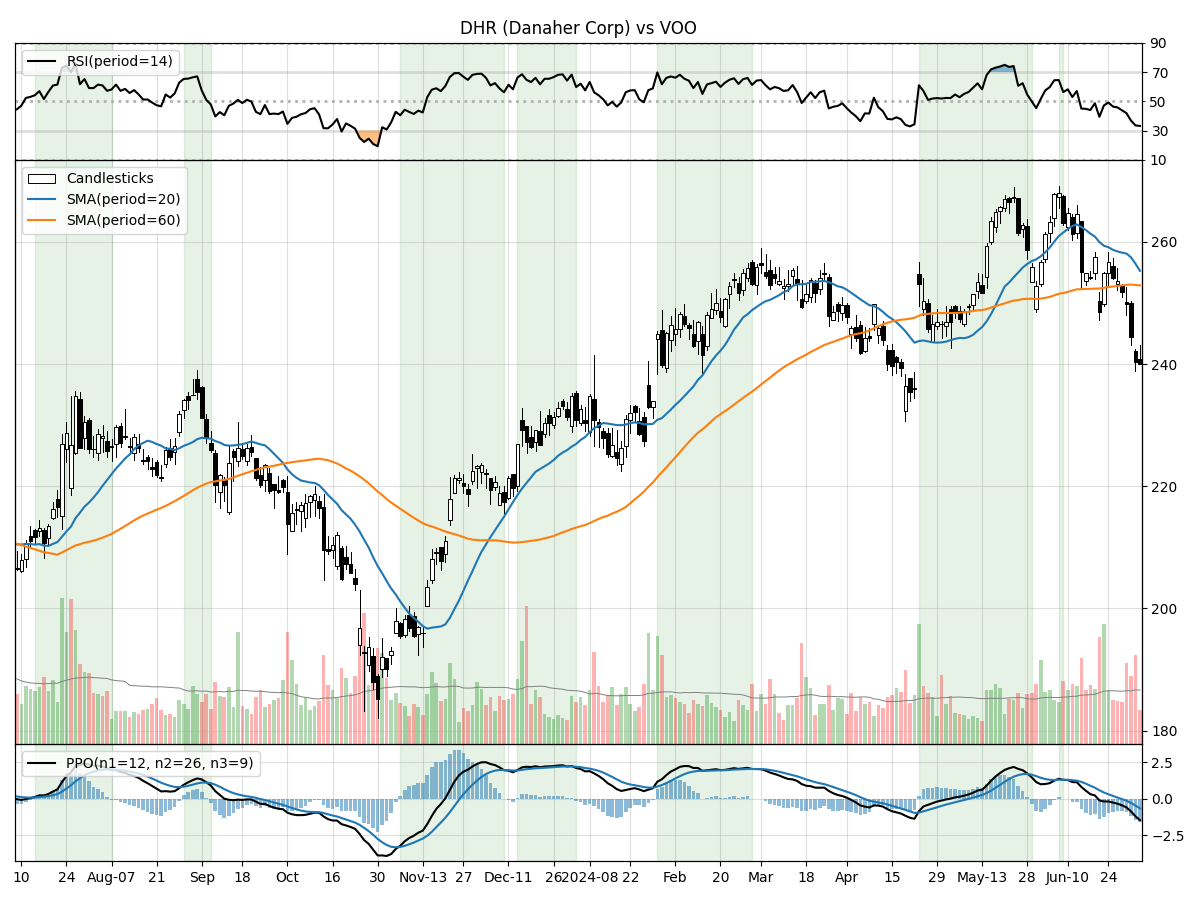 DHR (Danaher Corp) vs VOO
RSI(period=14)
90
70
50
30
10
Candlesticks
SMA(period=20)
SMA(period=60)
260
240
220
200
180
PPO(n1=12, n2=26, n3=9)
2.5
0.0
−2.5
10 24 Aug-07 21 Sep 18 Oct 16 30 Nov-13 27 Dec-11 26 2024-08 22 Feb 20 Mar 18 Apr 15 29 May-13 28 Jun-10 24